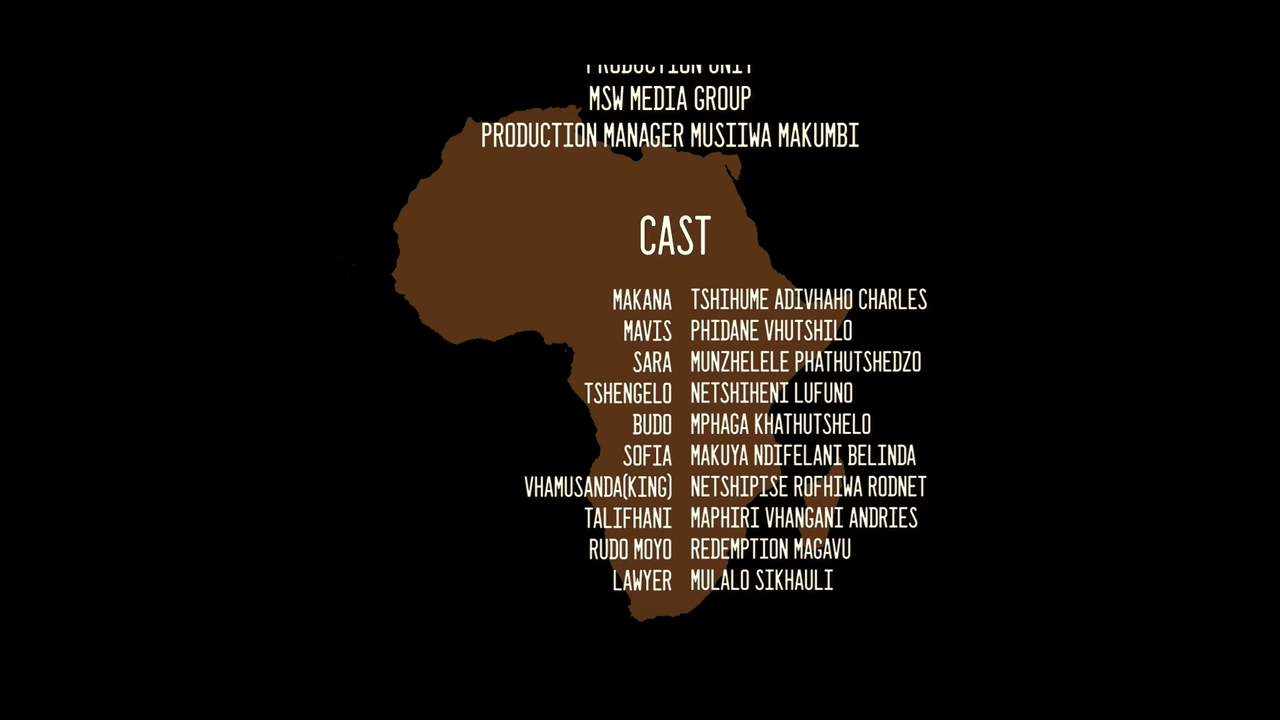 PRODUCTION UNIT
MSW MEDIA GROUP
PRODUCTION MANAGER MUSIIWA MAKUMBI
CAST
MAKANA TSHIHUME ADIVHAHO CHARLES
MAVIS PHIDANE VHUTSHILO
SARA MUNZHELELE PHATHUTSHEDZO
TSHENGELO NETSHIHENI LUFUNO
BUDO MPHAGA KHATHUTSHELO
SOFIA MAKUYA NDIFELANI BELINDA
VHAMUSANDA(KING) NETSHIPISE ROFHIWA RODNET
TALIFHANI MAPHIRI VHANGANI ANDRIES
RUDO MOYO REDEMPTION MAGAVU
LAWYER MULALO SIKHAULI